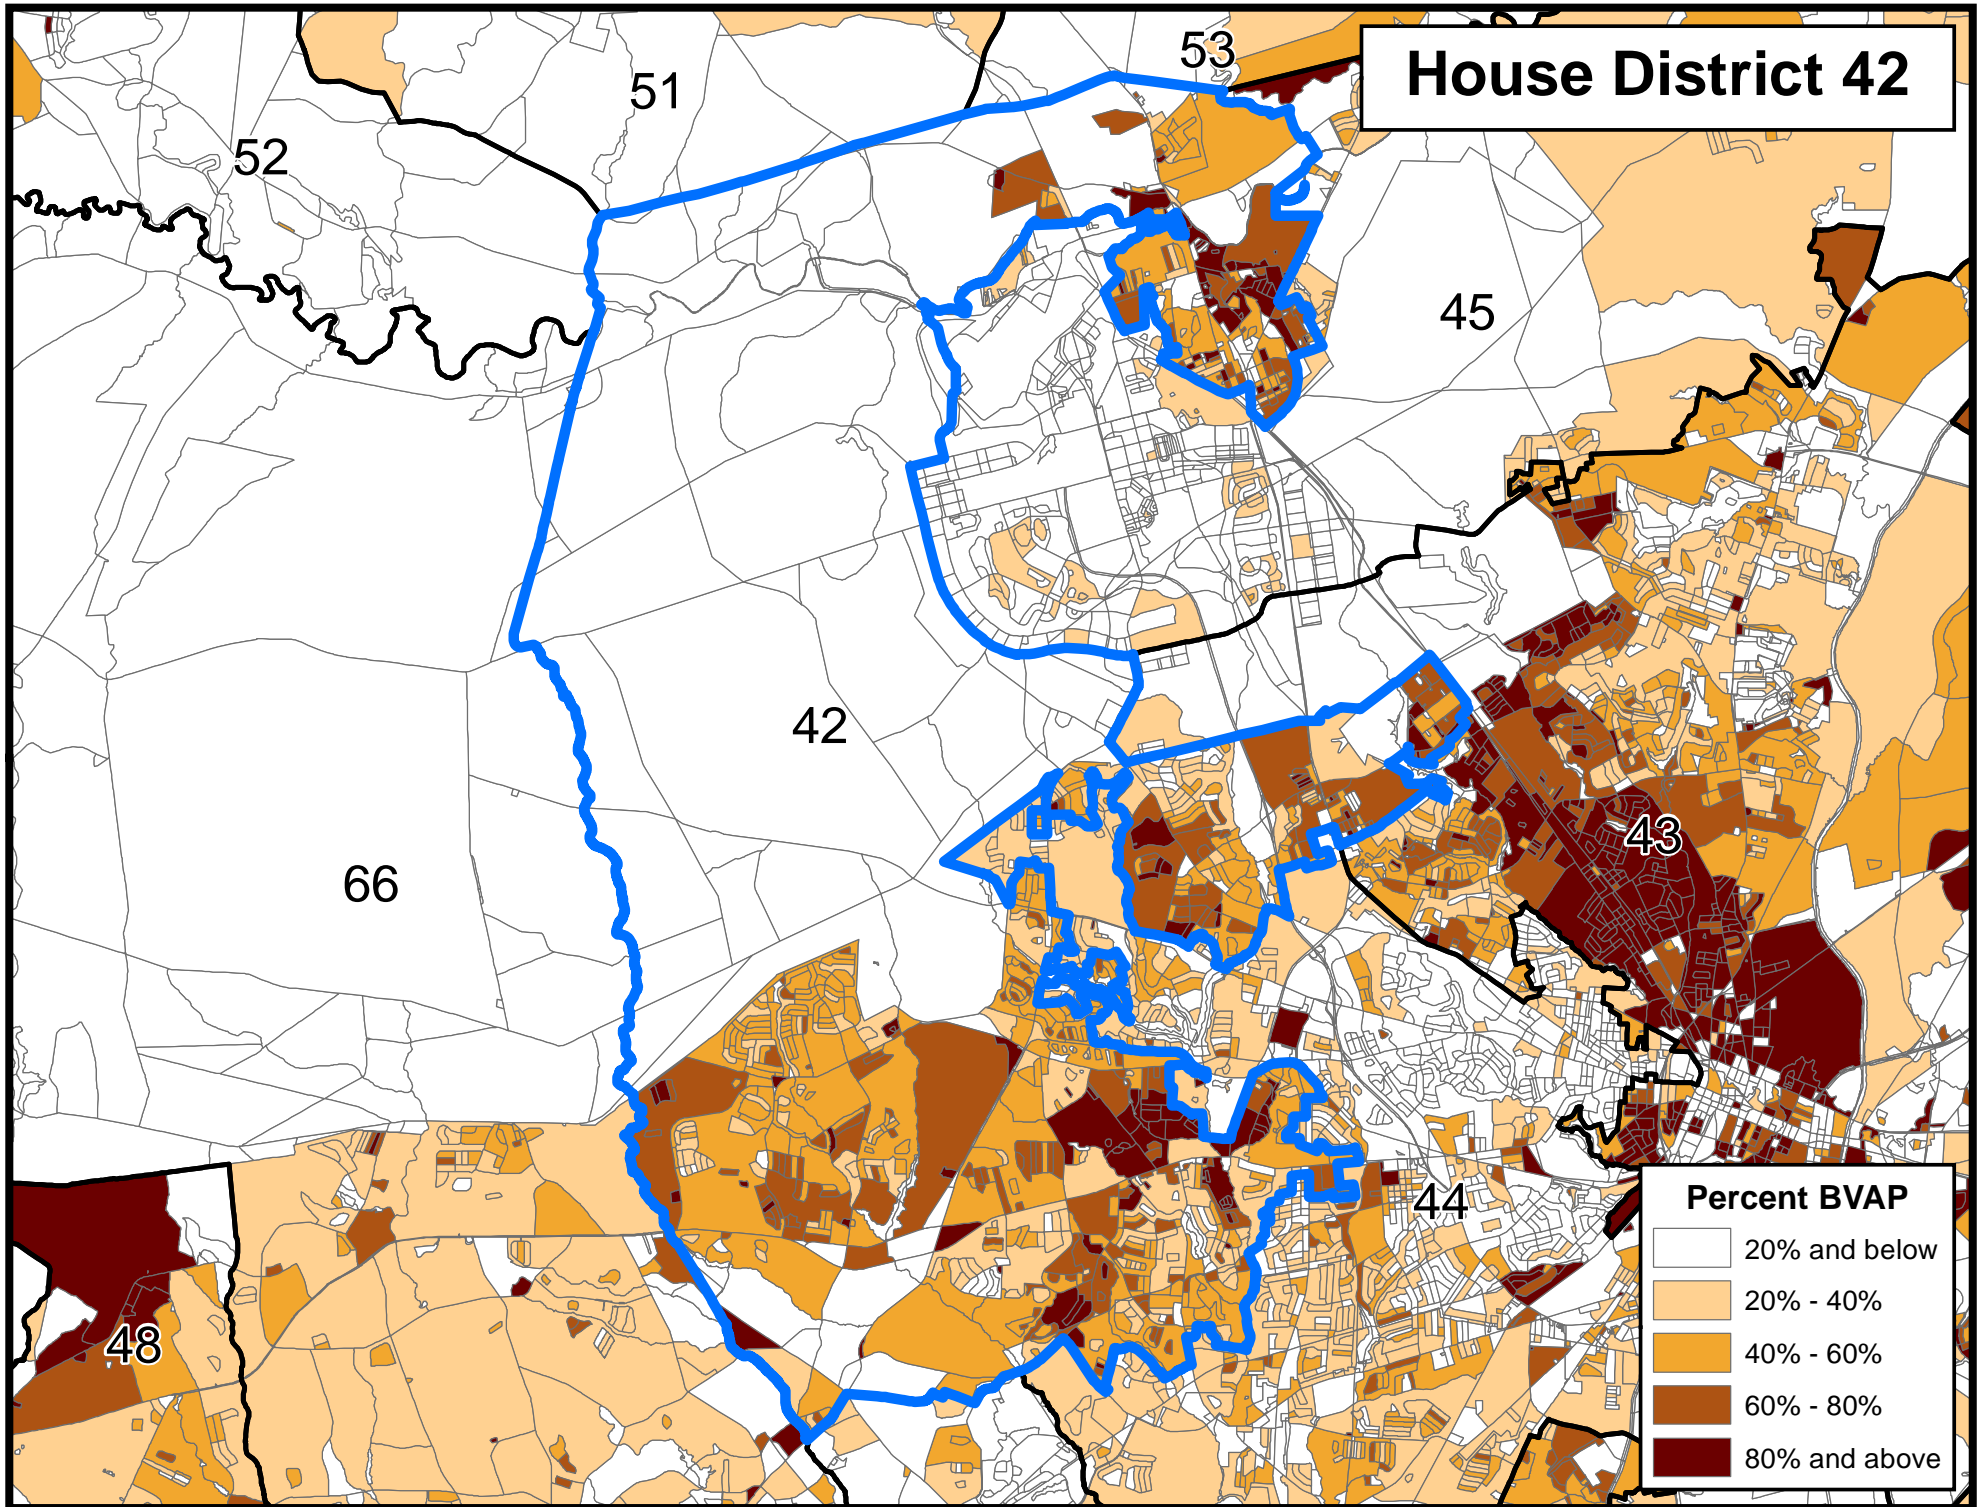 53
51
House District 42
52
45
42
43
66
44
48
Percent BVAP
20% and below
20% - 40%
40% - 60%
60% - 80%
80% and above